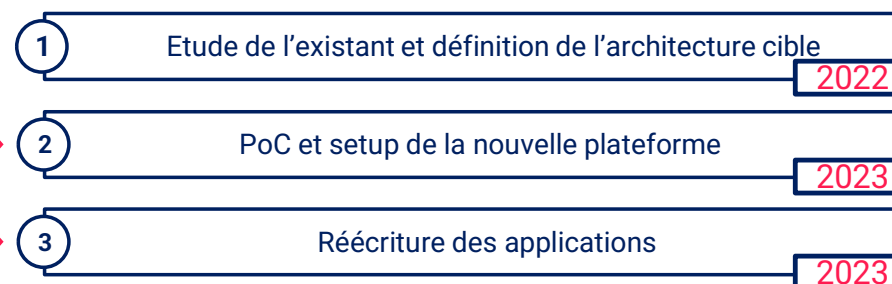 1
Etude de l’existant et définition de l’architecture cible
2022
2
PoC et setup de la nouvelle plateforme
2023
3
Réécriture des applications
2023